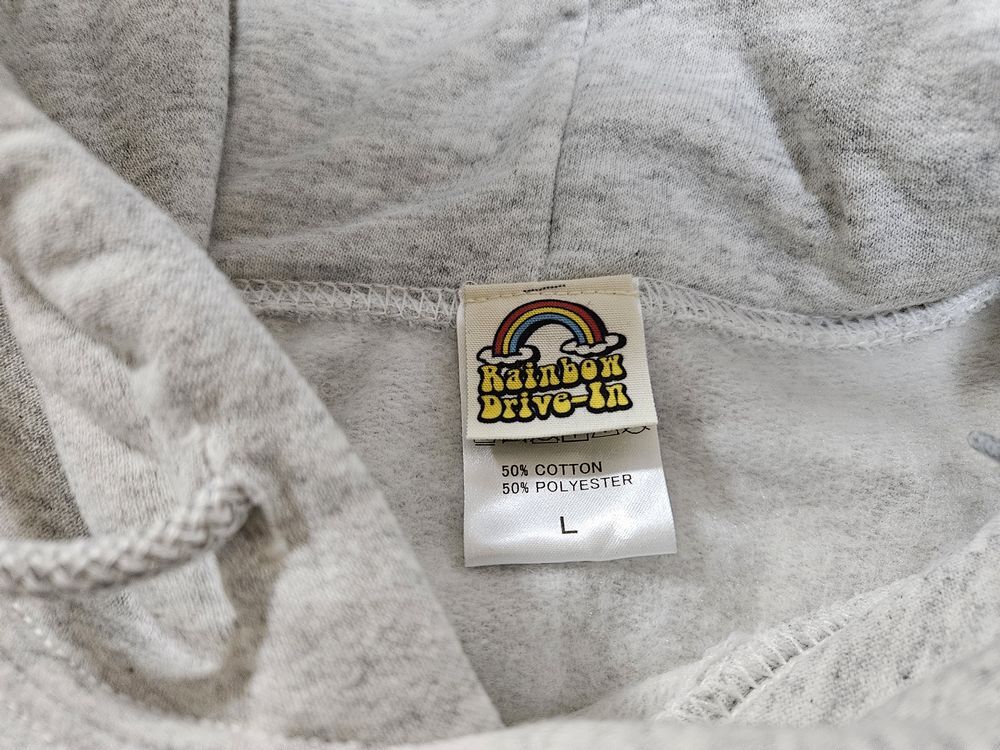 Rainbow
Drive-In
50% COTTON
50% POLYESTER
L